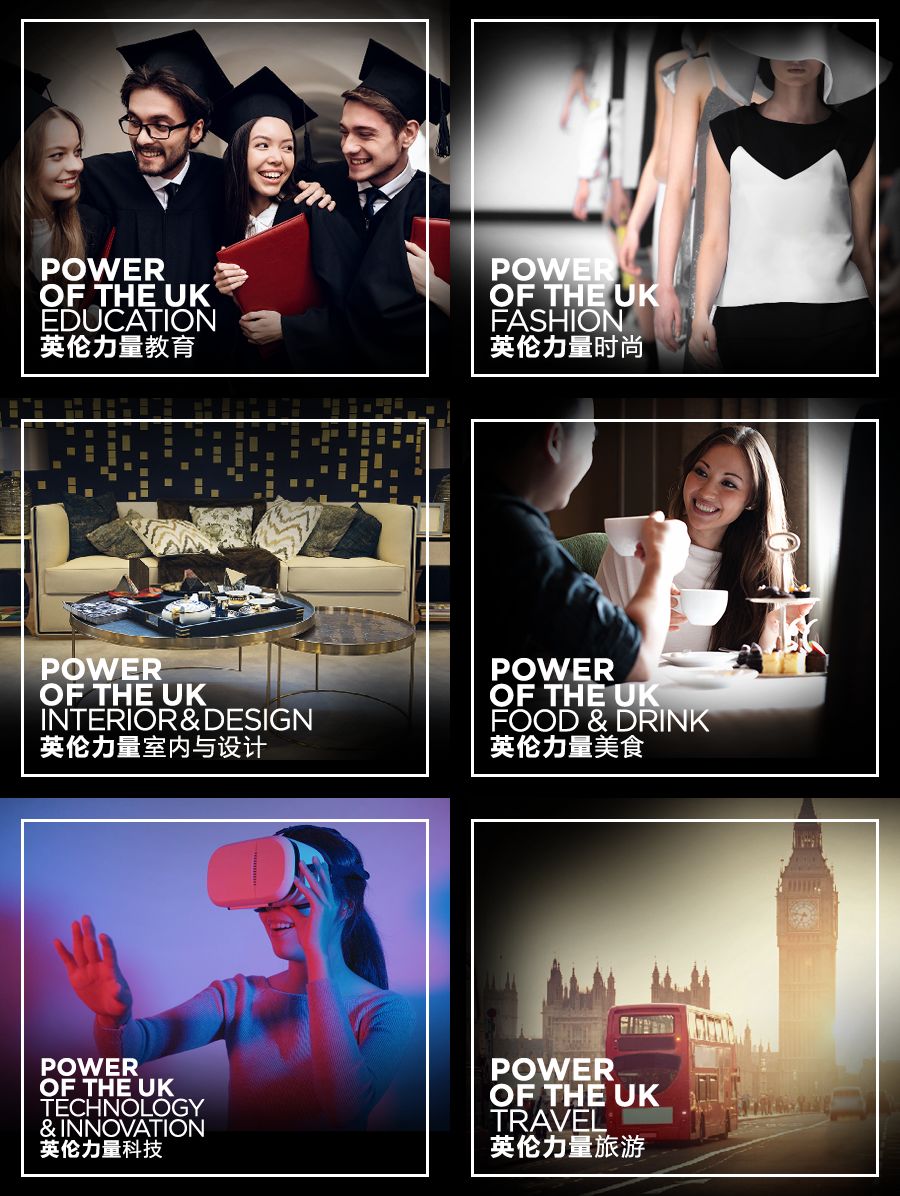 POWER
OF THE UK
EDUCATION
英伦力量教育
POWER
OF THE UK
FASHION
英伦力量时尚
POWER
OF THE UK
INTERIOR & DESIGN
英伦力量室内与设计
POWER
OF THE UK
FOOD & DRINK
英伦力量美食
POWER
OF THE UK
TECHNOLOGY
& INNOVATION
英伦力量科技
POWER
OF THE UK
TRAVEL
英伦力量旅游